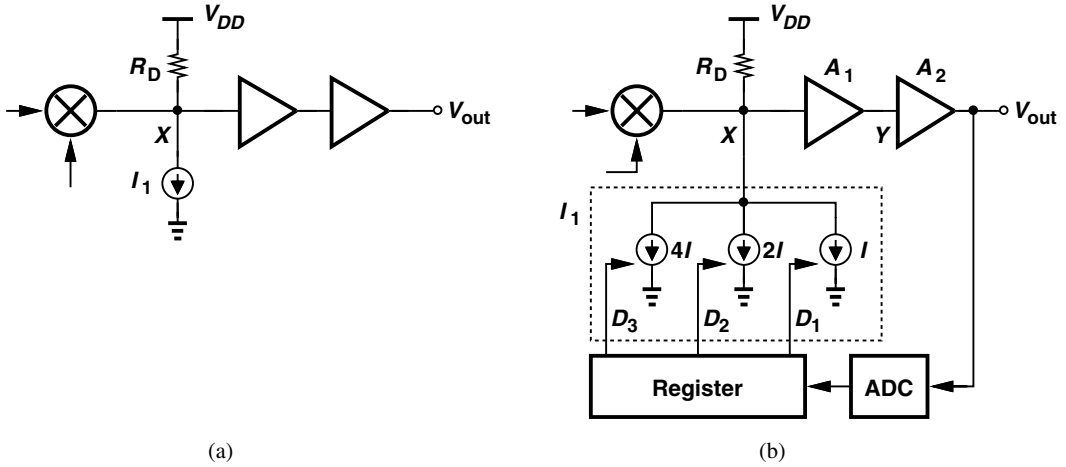 V_DD
R_D
X
V_out
I_1
(a)
V_DD
R_D
A_1
A_2
X
Y
V_out
I_1
4I
2I
I
D_3
D_2
D_1
Register
ADC
(b)